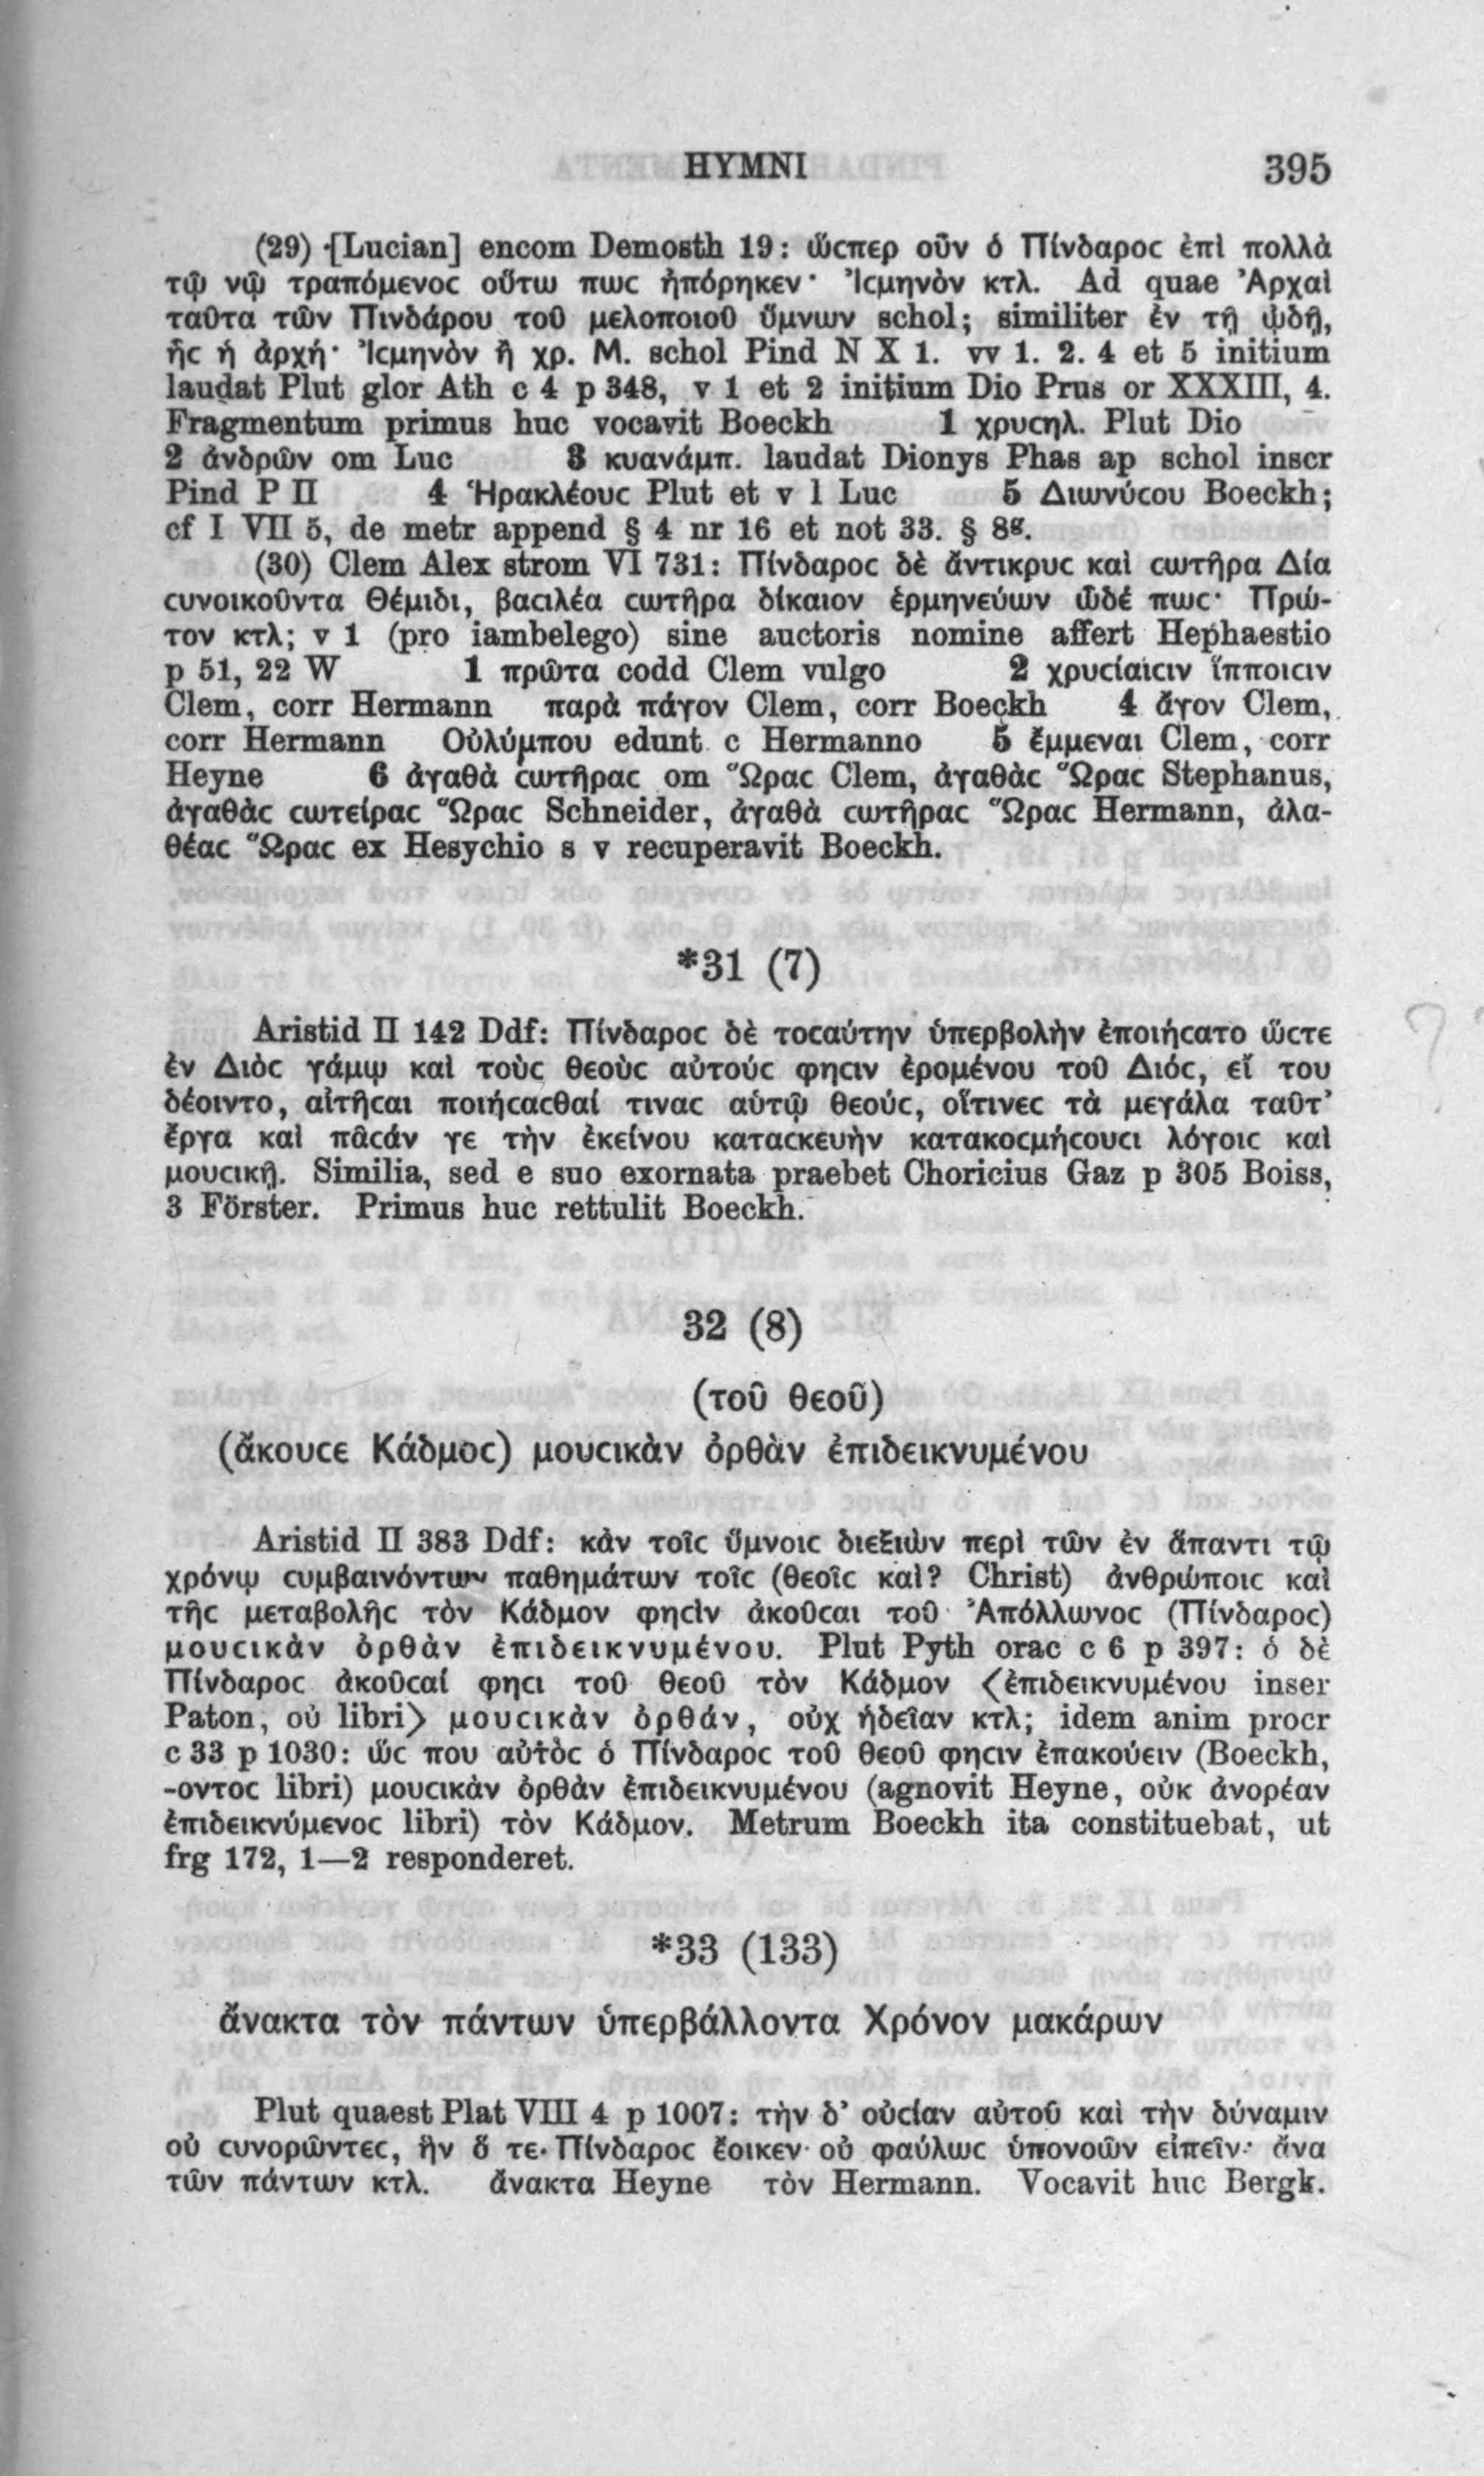 HYMNI 395
(29) [Lucian] encom Demosth 19: ὥϲπερ οὖν ὁ Πίνδαροϲ ἐπὶ πολλὰ
τῷ νῷ τραπόμενοϲ οὕτω πωϲ ἠπόρηκεν· Ἰϲμηνὸν κτλ. Ad quae Ἀρχαὶ
ταῦτα τῶν Πινδάρου τοῦ μελοποιοῦ ὕμνων schol; similiter ἐν τῇ ᾠδῇ,
ἧϲ ἡ ἀρχή· Ἰϲμηνὸν ἢ χρ. Μ. schol Pind N X 1. vv 1. 2. 4 et 5 initium
laudat Plut glor Ath c 4 p 348, v 1 et 2 initium Dio Prus or XXXIII, 4.
Fragmentum primus huc vocavit Boeckh 1 χρυϲηλ. Plut Dio
2 ἀνδρῶν om Luc 3 κυανάμπ. laudat Dionys Phas ap schol inscr
Pind P II 4 Ἡρακλέουϲ Plut et v l Luc 5 Διωνύϲου Boeckh;
cf I VII 5, de metr append § 4 nr 16 et not 33. § 8g.
(30) Clem Alex strom VI 731: Πίνδαροϲ δὲ ἄντικρυϲ καὶ ϲωτῆρα Δία
ϲυνοικοῦντα Θέμιδι, βαϲιλέα ϲωτῆρα δίκαιον ἑρμηνεύων ὧδέ πωϲ· Πρώ-
τον κτλ; v 1 (pro iambelego) sine auctoris nomine affert Hephaestio
p 51, 22 W 1 πρῶτα codd Clem vulgo 2 χρυϲίαιϲιν ἵπποιϲιν
Clem, corr Hermann παρὰ πάγον Clem, corr Boeckh 4 ἄγον Clem,
corr Hermann Οὐλύμπου edunt c Hermanno 5 ἔμμεναι Clem, corr
Heyne 6 ἀγαθὰ ϲωτῆραϲ om Ὥραϲ Clem, ἀγαθὰϲ Ὥραϲ Stephanus,
ἀγαθὰϲ ϲωτείραϲ Ὥραϲ Schneider, ἀγαθὰ ϲωτῆραϲ Ὥραϲ Hermann, ἀλα-
θέαϲ Ὥραϲ ex Hesychio s v recuperavit Boeckh.
*31 (7)
Aristid II 142 Ddf: Πίνδαροϲ δὲ τοϲαύτην ὑπερβολὴν ἐποιήϲατο ὥϲτε
ἐν Διὸϲ γάμῳ καὶ τοὺϲ θεοὺϲ αὐτούϲ φηϲιν ἐρομένου τοῦ Διόϲ, εἴ του
δέοιντο, αἰτῆϲαι ποιήϲαϲθαί τιναϲ αὑτῷ θεούϲ, οἵτινεϲ τὰ μεγάλα ταῦτ’
ἔργα καὶ πᾶϲάν γε τὴν ἐκείνου καταϲκευὴν κατακοϲμήϲουϲι λόγοιϲ καὶ
μουϲικῇ. Similia, sed e suo exornata praebet Choricius Gaz p 305 Boiss,
3 Förster. Primus huc rettulit Boeckh.
32 (8)
(τοῦ θεοῦ)
(ἄκουϲε Κάδμοϲ) μουϲικὰν ὀρθὰν ἐπιδεικνυμένου
Aristid II 383 Ddf: κἀν τοῖϲ ὕμνοιϲ διεξιὼν περὶ τῶν ἐν ἅπαντι τῷ
χρόνῳ ϲυμβαινόντων παθημάτων τοῖϲ (θεοῖϲ καὶ? Christ) ἀνθρώποιϲ καὶ
τῆϲ μεταβολῆϲ τὸν Κάδμον φηϲὶν ἀκοῦϲαι τοῦ Ἀπόλλωνοϲ (Πίνδαροϲ)
μουϲικὰν ὀρθὰν ἐπιδεικνυμένου. Plut Pyth orac c 6 p 397: ὁ δὲ
Πίνδαροϲ ἀκοῦϲαί φηϲι τοῦ θεοῦ τὸν Κάδμον ⟨ἐπιδεικνυμένου inser
Paton, οὐ libri⟩ μουϲικὰν ὀρθάν, οὐχ ἡδεῖαν κτλ; idem anim procr
c 33 p 1030: ὥϲ που αὐτὸϲ ὁ Πίνδαροϲ τοῦ θεοῦ φηϲιν ἐπακούειν (Boeckh,
-οντοϲ libri) μουϲικὰν ὀρθὰν ἐπιδεικνυμένου (agnovit Heyne, οὐκ ἀνορέαν
ἐπιδεικνύμενοϲ libri) τὸν Κάδμον. Metrum Boeckh ita constituebat, ut
frg 172, 1—2 responderet.
*33 (133)
ἄνακτα τὸν πάντων ὑπερβάλλοντα Χρόνον μακάρων
Plut quaest Plat VIII 4 p 1007: τὴν δ’ οὐϲίαν αὐτοῦ καὶ τὴν δύναμιν
οὐ ϲυνορῶντεϲ, ἣν ὅ τε Πίνδαροϲ ἔοικεν οὐ φαύλωϲ ὑπονοῶν εἰπεῖν· ἄνα
τῶν πάντων κτλ. ἄνακτα Heyne τὸν Hermann. Vocavit huc Bergk.